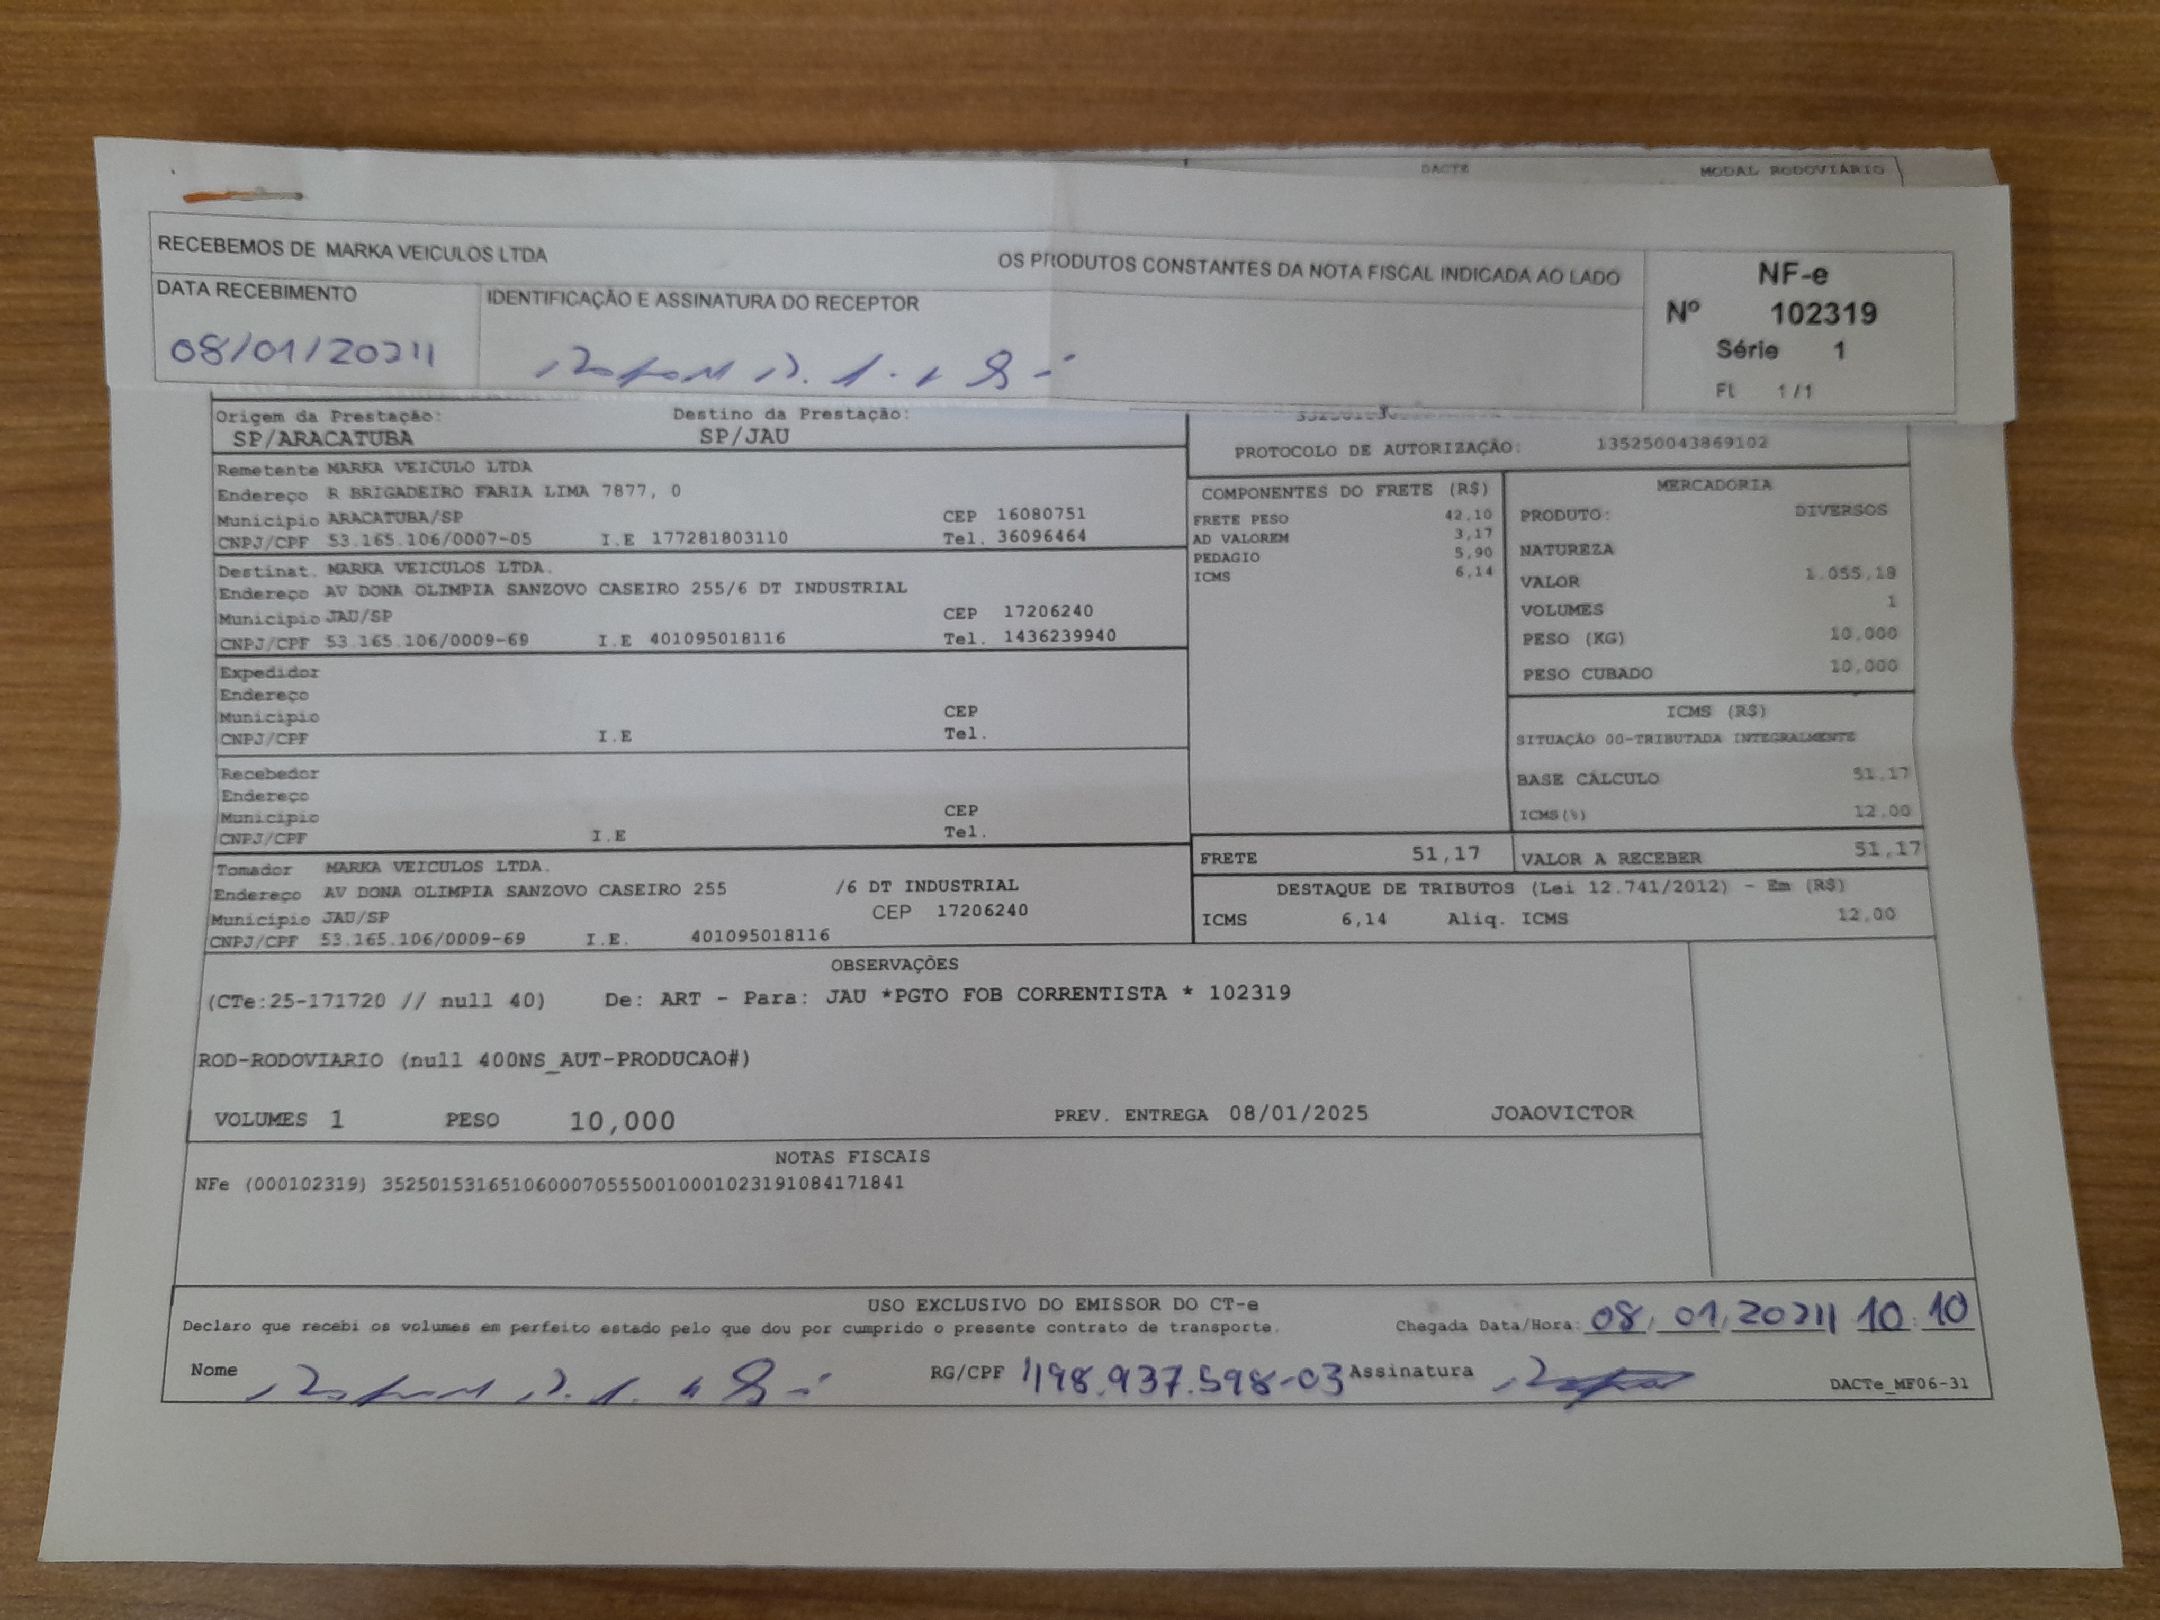 DACTE MODAL RODOVIÁRIO
RECEBEMOS DE MARKA VEICULOS LTDA OS PRODUTOS CONSTANTES DA NOTA FISCAL INDICADA AO LADO
NF-e
Nº 102319
Série 1
Fl 1/1
DATA RECEBIMENTO
08/01/2024
IDENTIFICAÇÃO E ASSINATURA DO RECEPTOR
Origem da Prestação: Destino da Prestação:
SP/ARACATUBA SP/JAU
PROTOCOLO DE AUTORIZAÇÃO: 135250043869102
Remetente MARKA VEICULO LTDA
Endereço R BRIGADEIRO FARIA LIMA 7877, 0
Município ARACATUBA/SP CEP 16080751
CNPJ/CPF 53.165.106/0007-05 I.E 177281803110 Tel. 36096464
Destinat. MARKA VEICULOS LTDA.
Endereço AV DONA OLIMPIA SANZOVO CASEIRO 255/6 DT INDUSTRIAL
Município JAU/SP CEP 17206240
CNPJ/CPF 53.165.106/0009-69 I.E 401095018116 Tel. 1436239940
Expedidor
Endereço
Município CEP
CNPJ/CPF I.E Tel.
Recebedor
Endereço
Município CEP
CNPJ/CPF I.E Tel.
Tomador MARKA VEICULOS LTDA.
Endereço AV DONA OLIMPIA SANZOVO CASEIRO 255 /6 DT INDUSTRIAL
Município JAU/SP CEP 17206240
CNPJ/CPF 53.165.106/0009-69 I.E. 401095018116
COMPONENTES DO FRETE (R$)
FRETE PESO 42,10
AD VALOREM 3,17
PEDAGIO 5,90
ICMS 6,14
MERCADORIA
PRODUTO: DIVERSOS
NATUREZA
VALOR 1.055,18
VOLUMES 1
PESO (KG) 10,000
PESO CUBADO 10,000
ICMS (R$)
SITUAÇÃO 00-TRIBUTADA INTEGRALMENTE
BASE CÁLCULO 51,17
ICMS(%) 12,00
FRETE 51,17 VALOR A RECEBER 51,17
DESTAQUE DE TRIBUTOS (Lei 12.741/2012) - Em (R$)
ICMS 6,14 Aliq. ICMS 12,00
OBSERVAÇÕES
(CTe:25-171720 // null 40) De: ART - Para: JAU *PGTO FOB CORRENTISTA * 102319
ROD-RODOVIARIO (null 400NS_AUT-PRODUCAO#)
VOLUMES 1 PESO 10,000 PREV. ENTREGA 08/01/2025 JOAOVICTOR
NOTAS FISCAIS
NFe (000102319) 35250153165106000705550010001023191084171841
USO EXCLUSIVO DO EMISSOR DO CT-e
Declaro que recebi os volumes em perfeito estado pelo que dou por cumprido o presente contrato de transporte. Chegada Data/Hora: 08/01/2024 10:10
Nome RG/CPF 498.937.598-03 Assinatura
DACTe_MF06-31